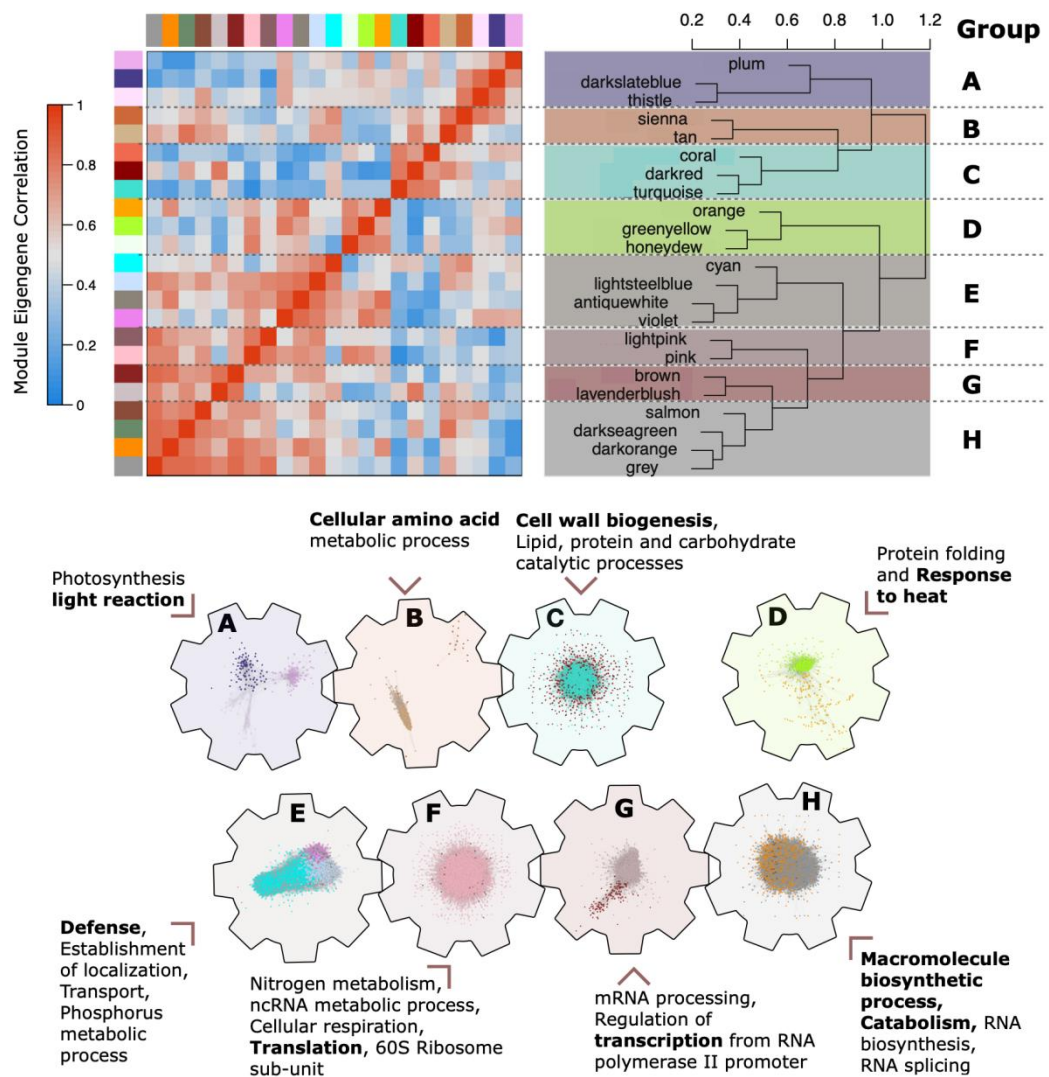 0.2 0.4 0.6 0.8 1.0 1.2
Group
Module Eigengene Correlation
1
0.8
0.6
0.4
0.2
0
plum
darkslateblue
thistle
A
sienna
tan
B
coral
darkred
turquoise
C
orange
greenyellow
honeydew
D
cyan
lightsteelblue
antiquewhite
violet
E
lightpink
pink
F
brown
lavenderblush
G
salmon
darkseagreen
darkorange
grey
H
Photosynthesis
light reaction
Cellular amino acid
metabolic process
Cell wall biogenesis,
Lipid, protein and carbohydrate
catalytic processes
Protein folding
and Response
to heat
A
B
C
D
E
F
G
H
Defense,
Establishment
of localization,
Transport,
Phosphorus
metabolic
process
Nitrogen metabolism,
ncRNA metabolic process,
Cellular respiration,
Translation, 60S Ribosome
sub-unit
mRNA processing,
Regulation of
transcription from RNA
polymerase II promoter
Macromolecule
biosynthetic
process,
Catabolism, RNA
biosynthesis,
RNA splicing